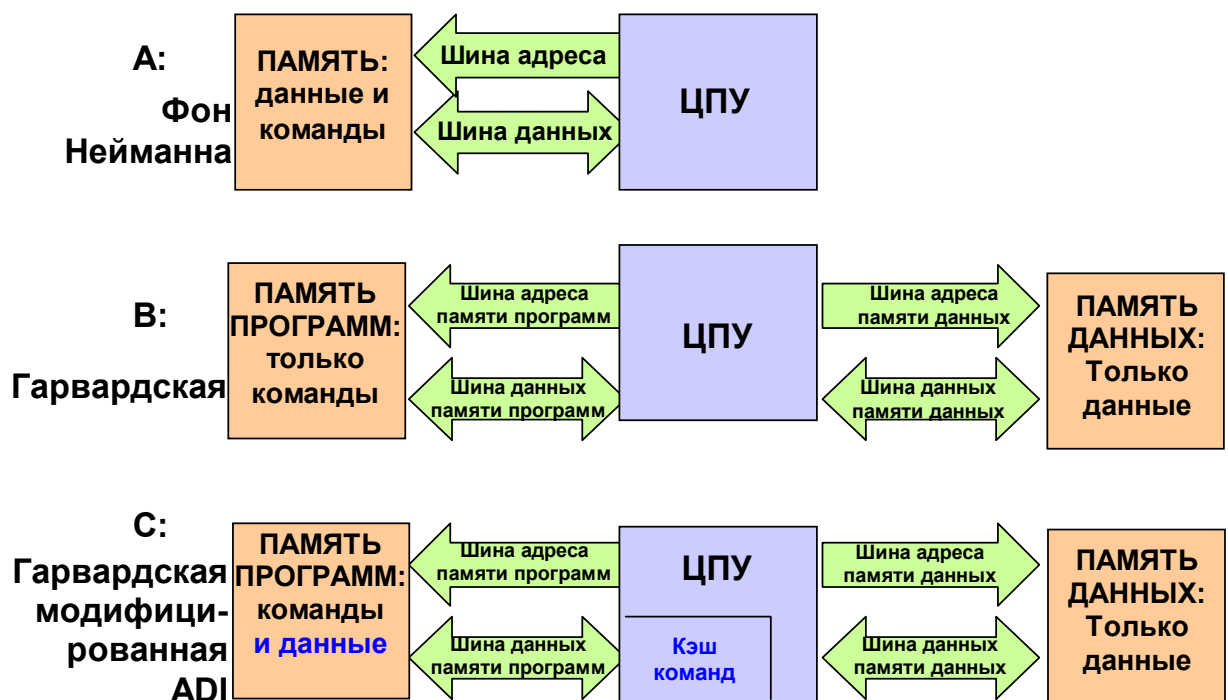 A:
Фон
Нейманна
ПАМЯТЬ:
данные и
команды
Шина адреса
Шина данных
ЦПУ
B:
Гарвардская
ПАМЯТЬ
ПРОГРАММ:
только
команды
Шина адреса
памяти программ
Шина данных
памяти программ
ЦПУ
Шина адреса
памяти данных
Шина данных
памяти данных
ПАМЯТЬ
ДАННЫХ:
Только
данные
C:
Гарвардская
модифици-
рованная
ADI
ПАМЯТЬ
ПРОГРАММ:
команды
и данные
Шина адреса
памяти программ
Шина данных
памяти программ
ЦПУ
Кэш
команд
Шина адреса
памяти данных
Шина данных
памяти данных
ПАМЯТЬ
ДАННЫХ:
Только
данные